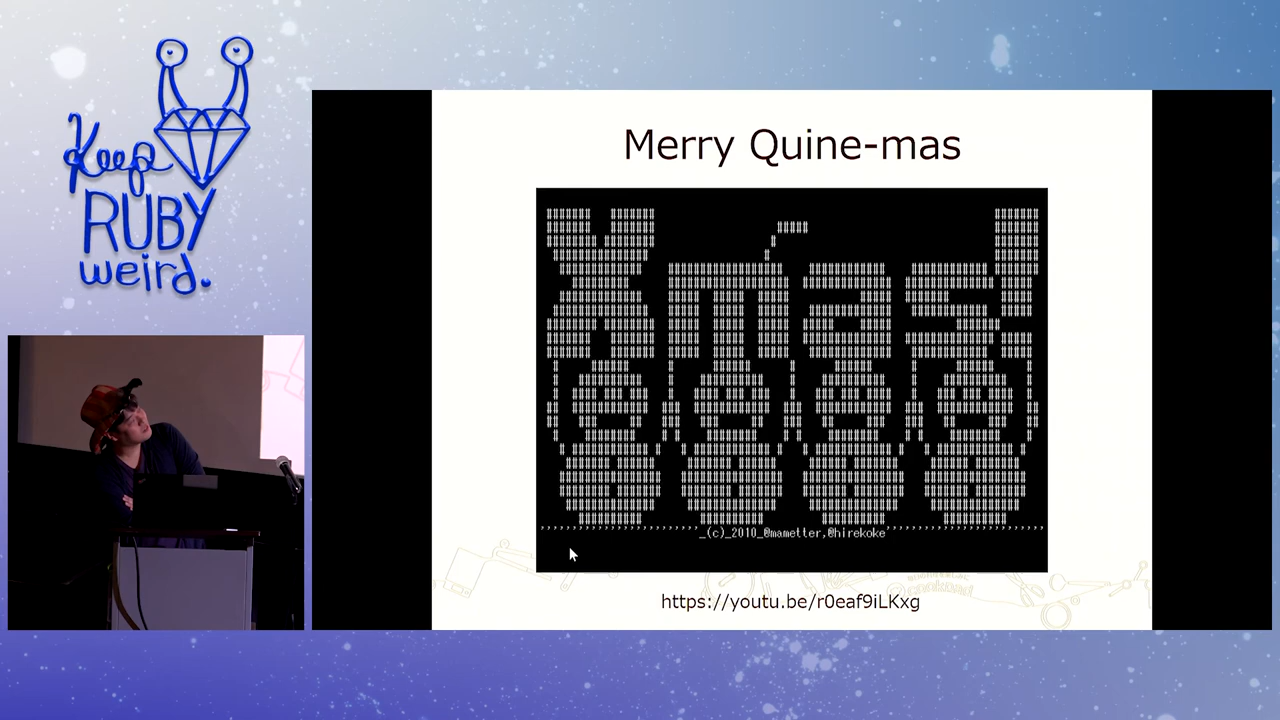 Keep
RUBY
weird.
Merry Quine-mas
_(c)_2010_@mametter,@hirekoke
https://youtu.be/r0eaf9iLKxg